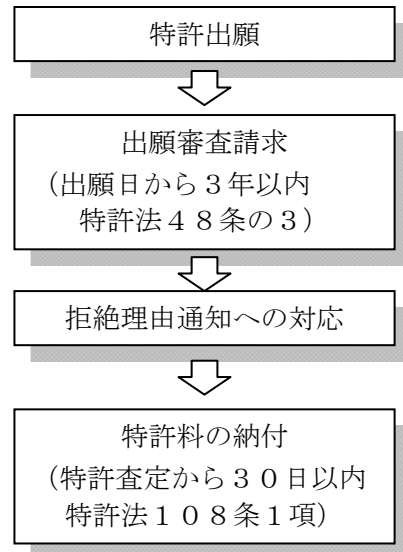 特許出願
出願審査請求
（出願日から３年以内
特許法４８条の３）
拒絶理由通知への対応
特許料の納付
（特許査定から３０日以内
特許法１０８条１項）